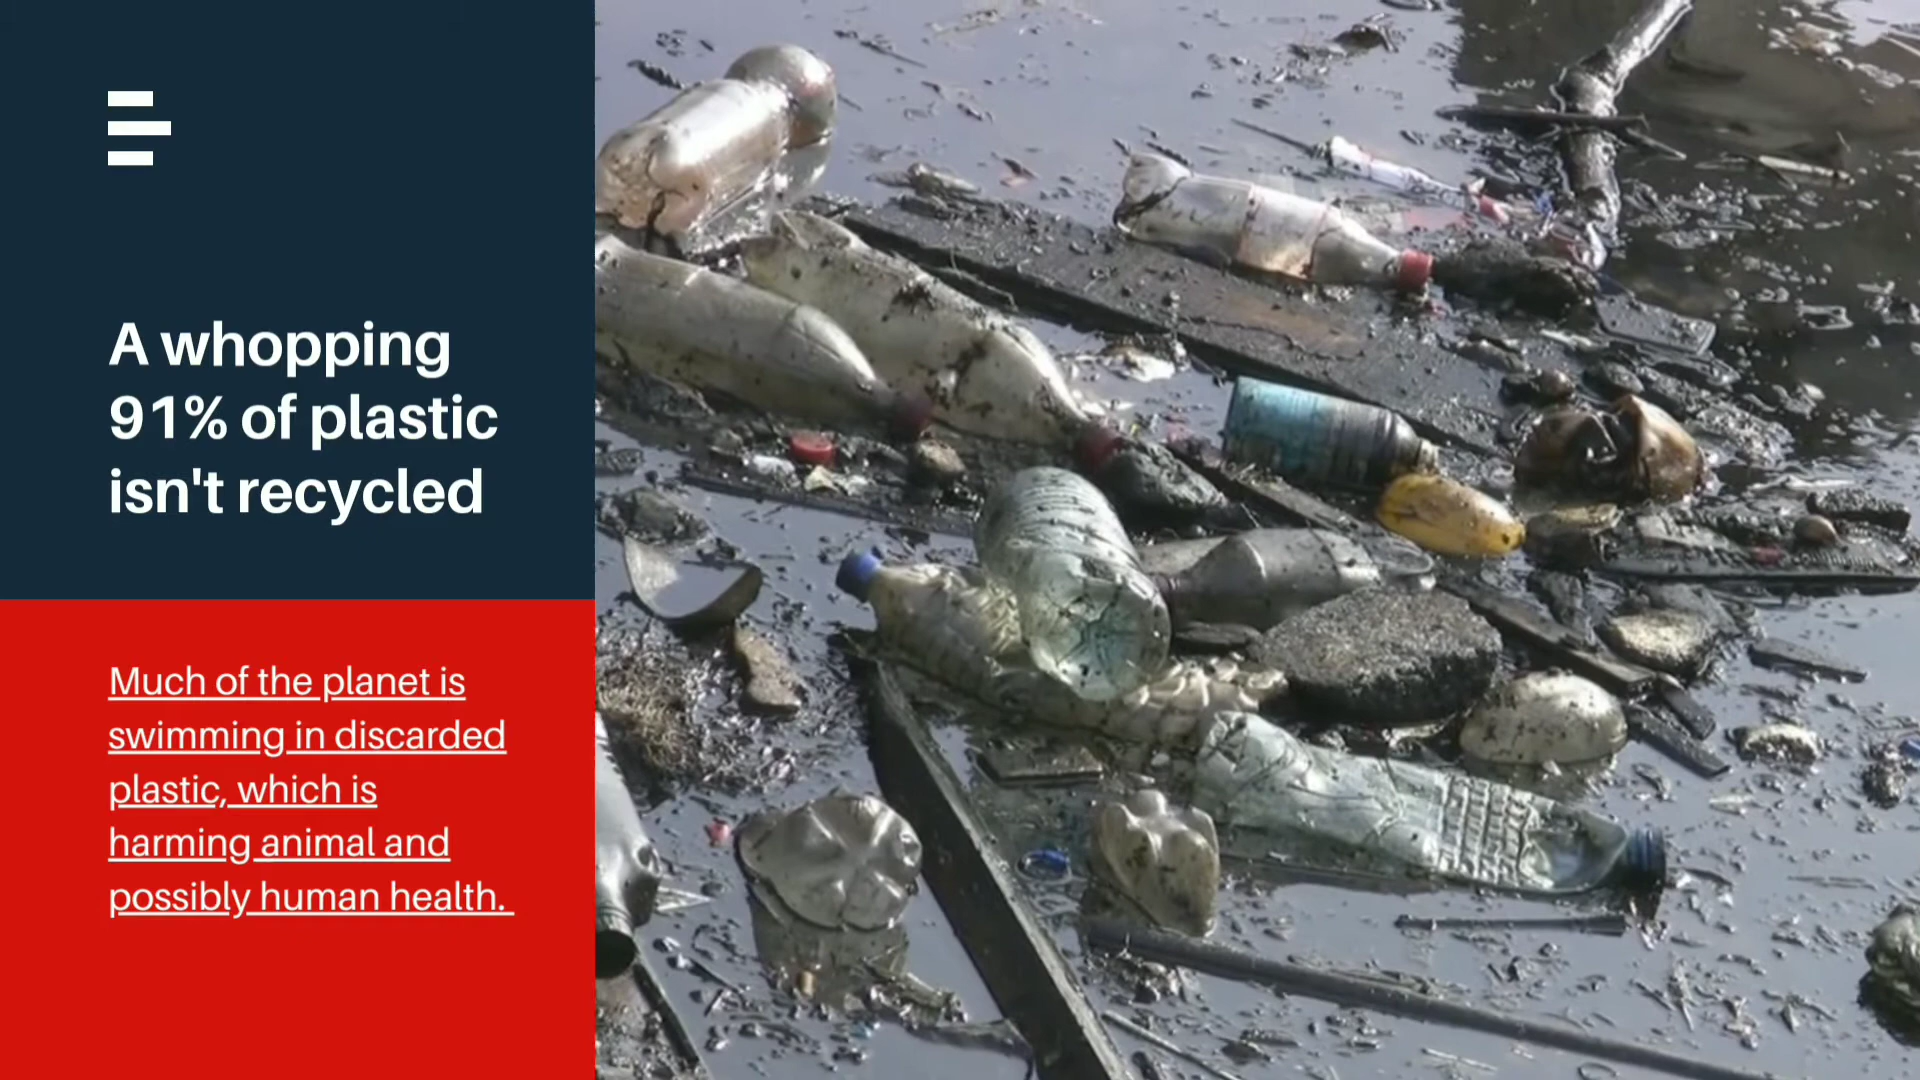 A whopping
91% of plastic
isn't recycled
Much of the planet is
swimming in discarded
plastic, which is
harming animal and
possibly human health.